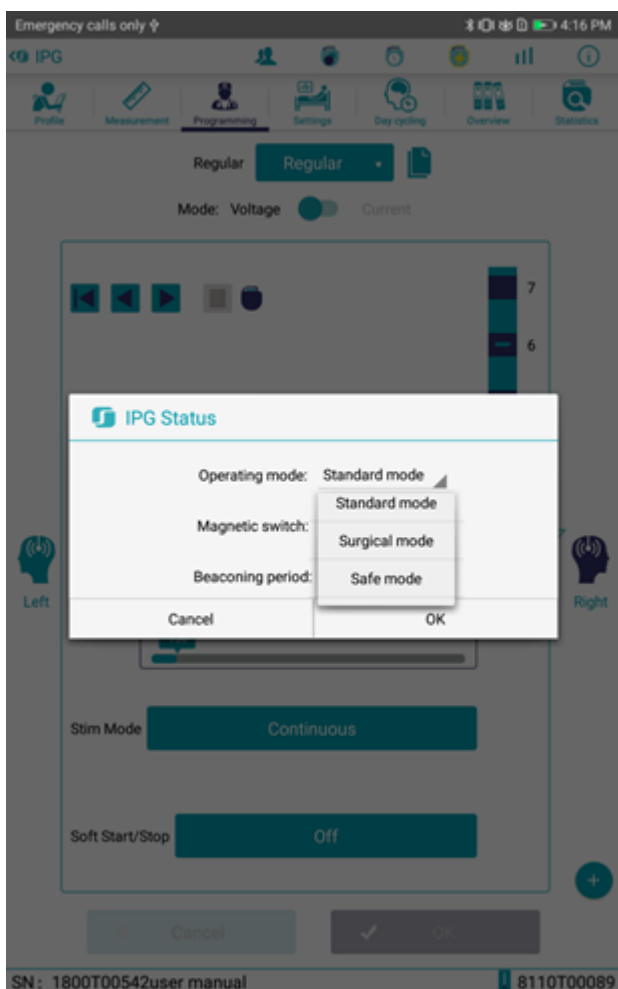 Emergency calls only
4:16 PM
IPG
Profile
Measurement
Programming
Settings
Day cycling
Overview
Statistics
Regular Regular
Mode: Voltage Current
7
6
IPG Status
Operating mode: Standard mode
Standard mode
Magnetic switch:
Surgical mode
Beaconing period:
Safe mode
Left
Right
Cancel OK
Stim Mode Continuous
Soft Start/Stop Off
+
Cancel OK
SN: 1800T00542user manual 8110T00089